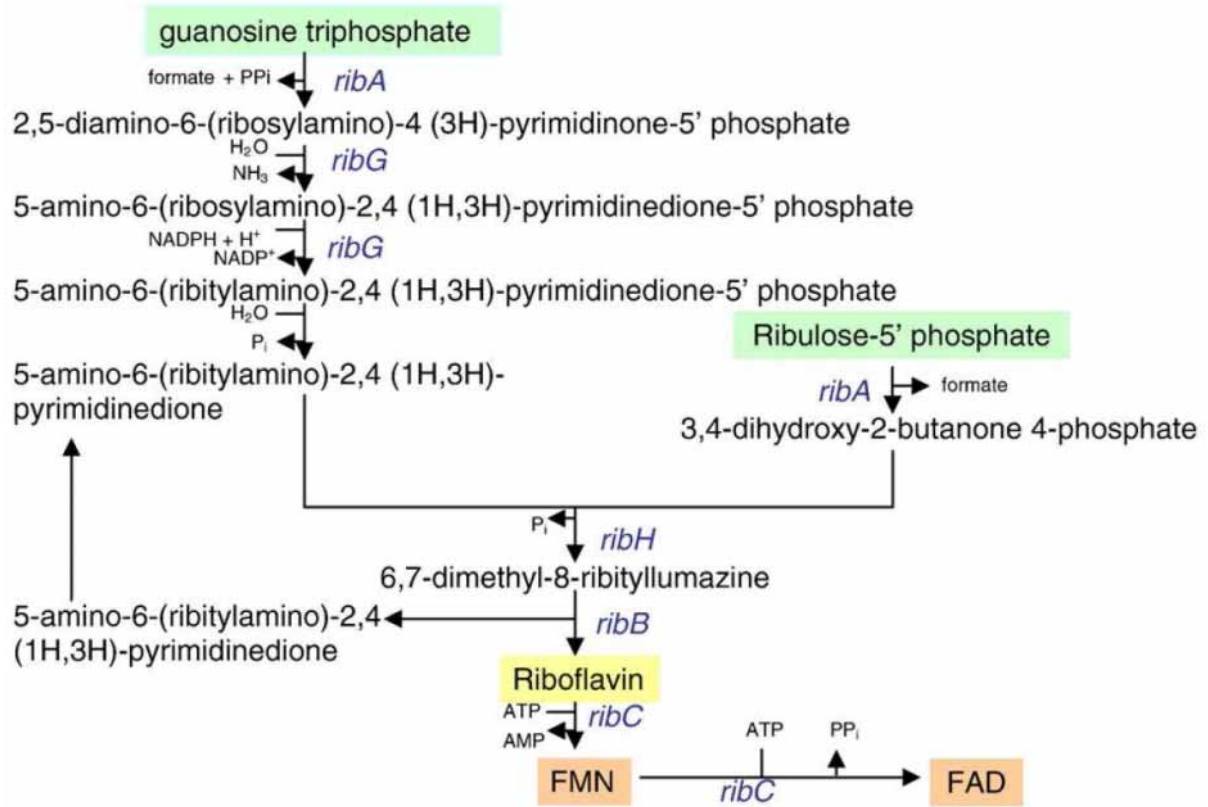 guanosine triphosphate
formate + PPi
ribA
2,5-diamino-6-(ribosylamino)-4 (3H)-pyrimidinone-5' phosphate
H₂O
ribG
NH₃
5-amino-6-(ribosylamino)-2,4 (1H,3H)-pyrimidinedione-5' phosphate
NADPH + H⁺
ribG
NADP⁺
5-amino-6-(ribitylamino)-2,4 (1H,3H)-pyrimidinedione-5' phosphate
H₂O
Pᵢ
Ribulose-5' phosphate
5-amino-6-(ribitylamino)-2,4 (1H,3H)-
pyrimidinedione
ribA
formate
3,4-dihydroxy-2-butanone 4-phosphate
Pᵢ
ribH
6,7-dimethyl-8-ribityllumazine
5-amino-6-(ribitylamino)-2,4
(1H,3H)-pyrimidinedione
ribB
Riboflavin
ATP
ribC
AMP
ATP
PPᵢ
FMN
ribC
FAD